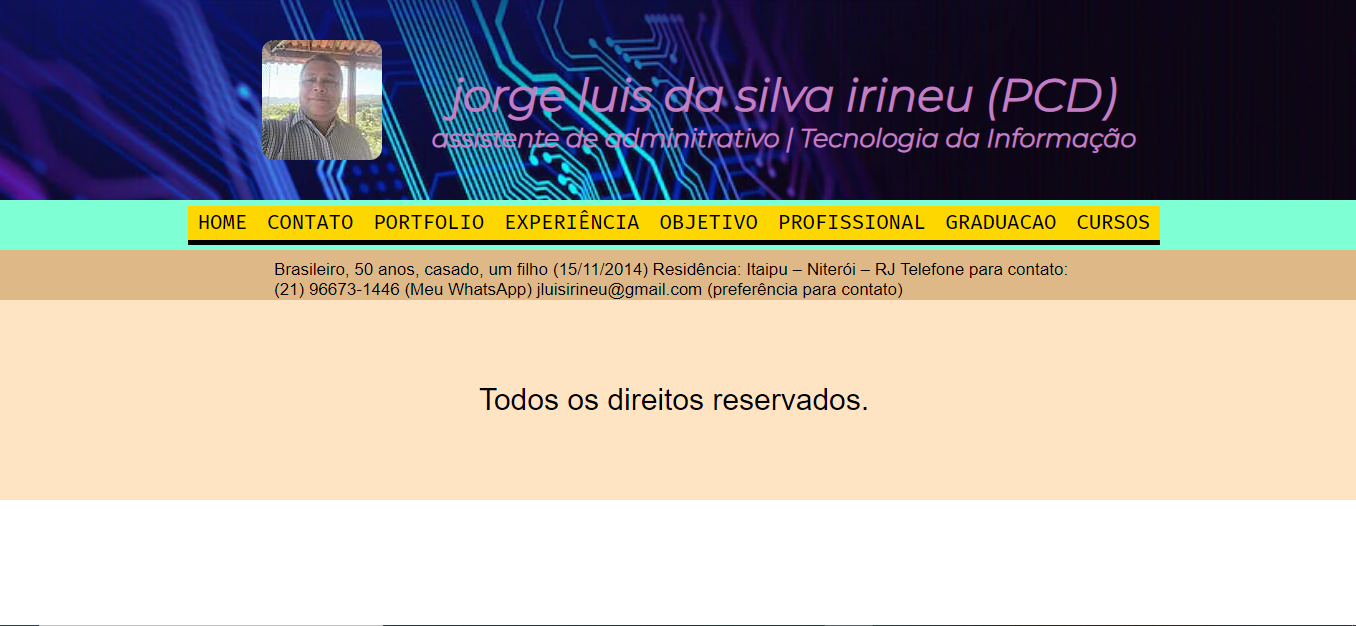 jorge luis da silva irineu (PCD)
assistente de adminitrativo | Tecnologia da Informação
HOME CONTATO PORTFOLIO EXPERIÊNCIA OBJETIVO PROFISSIONAL GRADUACAO CURSOS
Brasileiro, 50 anos, casado, um filho (15/11/2014) Residência: Itaipu – Niterói – RJ Telefone para contato:
(21) 96673-1446 (Meu WhatsApp) jluisirineu@gmail.com (preferência para contato)
Todos os direitos reservados.